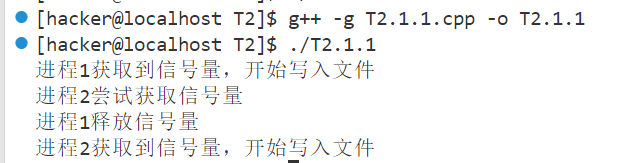 [hacker@localhost T2]$ g++ -g T2.1.1.cpp -o T2.1.1
[hacker@localhost T2]$ ./T2.1.1
进程1获取到信号量，开始写入文件
进程2尝试获取信号量
进程1释放信号量
进程2获取到信号量，开始写入文件